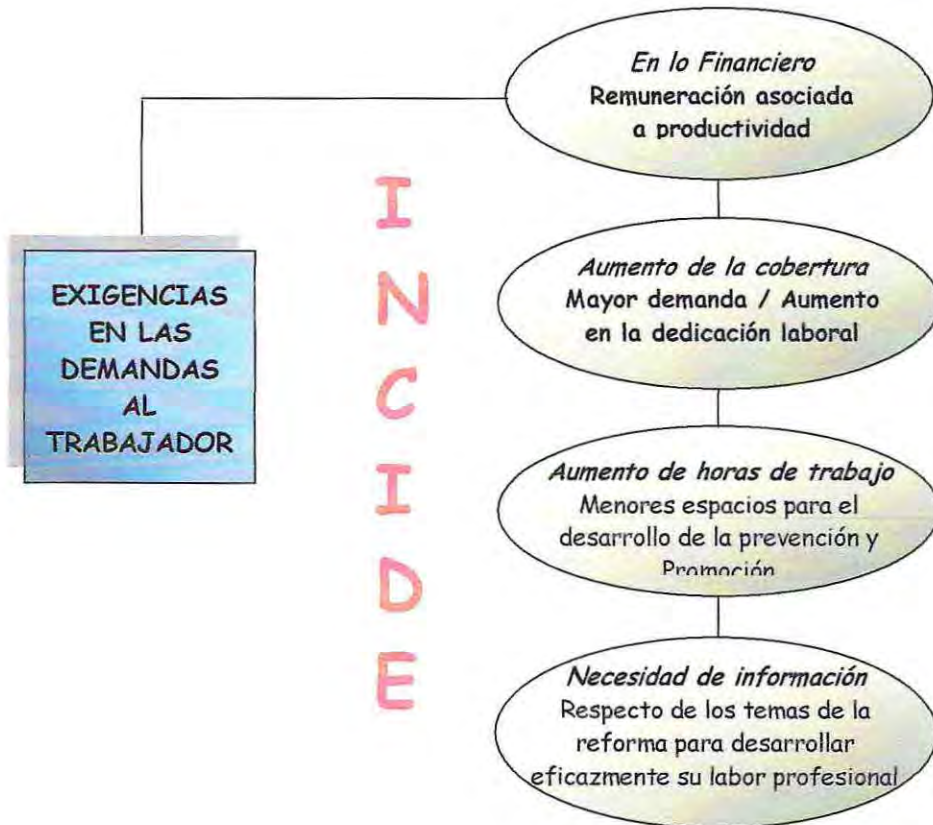 En lo Financiero
Remuneración asociada
a productividad
EXIGENCIAS
EN LAS
DEMANDAS
AL
TRABAJADOR
I
N
C
I
D
E
Aumento de la cobertura
Mayor demanda / Aumento
en la dedicación laboral
Aumento de horas de trabajo
Menores espacios para el
desarrollo de la prevención y
Promoción
Necesidad de información
Respecto de los temas de la
reforma para desarrollar
eficazmente su labor profesional